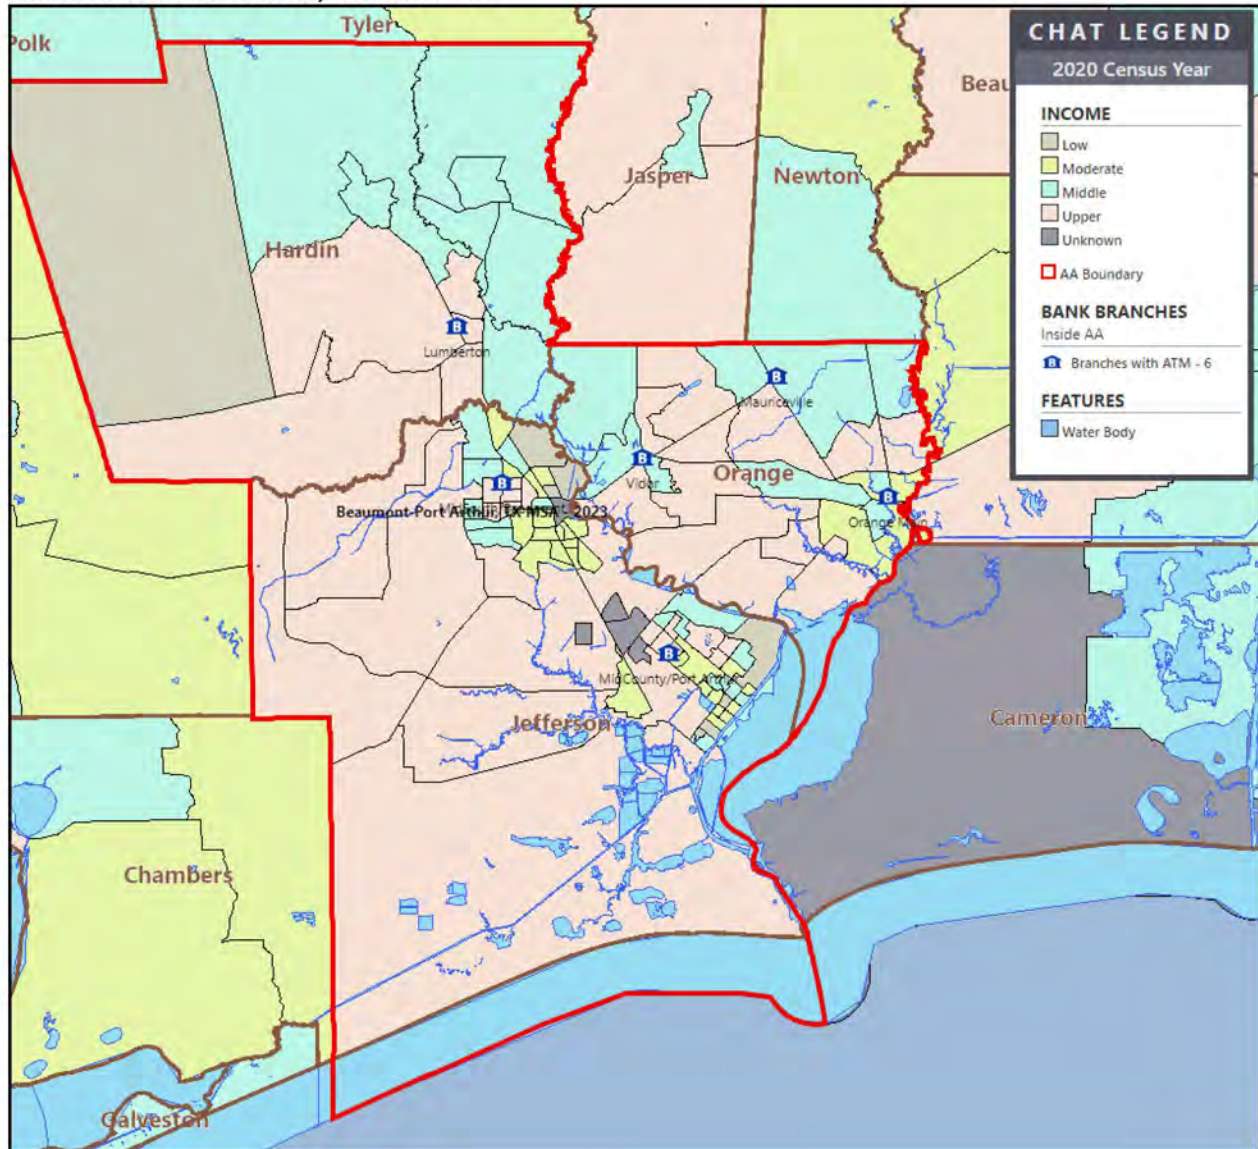 Tyler
Polk
CHAT LEGEND
2020 Census Year
Beau
INCOME
Low
Moderate
Middle
Upper
Unknown
AA Boundary
BANK BRANCHES
Inside AA
B Branches with ATM - 6
FEATURES
Water Body
Jasper
Newton
Hardin
B
Lumberton
B
Mauriceville
B
Vidor
Orange
B
Beaumont-Port Arthur, TX MSA - 2023
B
Orange Main
B
MidCounty/Port Arthur
Jefferson
Cameron
Chambers
Galveston